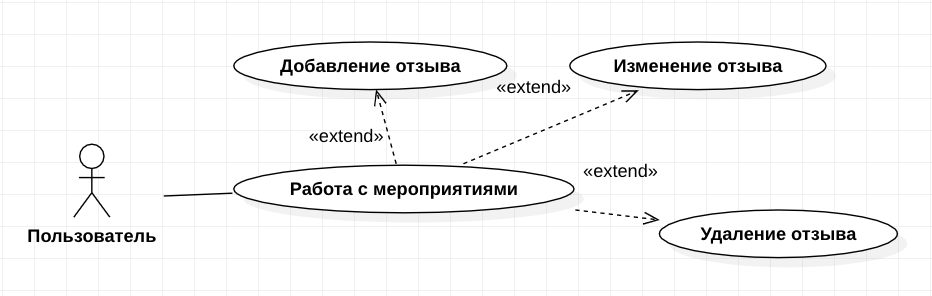 Добавление отзыва
Изменение отзыва
«extend»
«extend»
«extend»
Работа с мероприятиями
Пользователь
Удаление отзыва